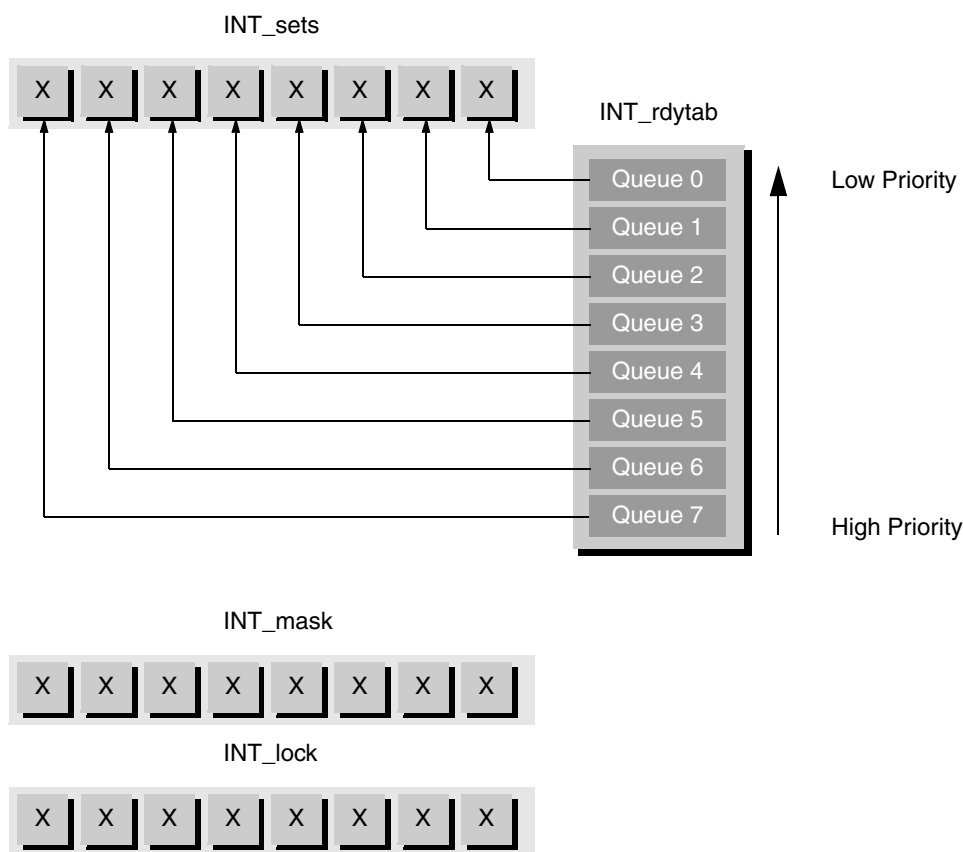 INT_sets
X X X X X X X X
INT_rdytab
Queue 0
Low Priority
Queue 1
Queue 2
Queue 3
Queue 4
Queue 5
Queue 6
Queue 7
High Priority
INT_mask
X X X X X X X X
INT_lock
X X X X X X X X